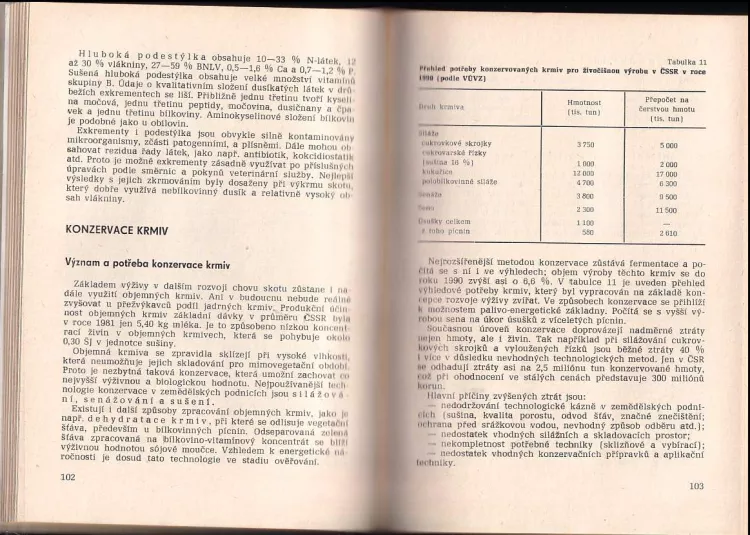 Hluboká podestýlka obsahuje 10—33 % N-látek, 12
až 30 % vlákniny, 27—59 % BNLV, 0,5—1,6 % Ca a 0,7—1,2 % P.
Sušená hluboká podestýlka obsahuje velké množství vitamínů
skupiny B. Údaje o kvalitativním složení dusíkatých látek v drů-
bežích exkrementech se liší. Přibližně jednu třetinu tvoří kyseli-
na močová, jednu třetinu peptidy, močovina, dusičnany a čpa-
vek a jednu třetinu bílkoviny. Aminokyselinové složení bílkovin
je podobné jako u obilovin.
Exkrementy i podestýlka jsou obvykle silně kontaminovány
mikroorganismy, zčásti patogenními, a plísněmi. Dále mohou ob-
sahovat rezidua řady látek, jako např. antibiotik, kokcidiostatik
atd. Proto je možné exkrementy zásadně využívat po příslušných
úpravách podle směrnic a pokynů veterinární služby. Nejlepší
výsledky s jejich zkrmováním byly dosaženy při výkrmu skotu,
který dobře využívá nebílkovinný dusík a relativně vysoký ob-
sah vlákniny.
KONZERVACE KRMIV
Význam a potřeba konzervace krmiv
Základem výživy v dalším rozvoji chovu skotu zůstane i na-
dále využití objemných krmiv. Ani v budoucnu nebude reálné
zvyšovat u přežvýkavců podíl jadrných krmiv. Produkční účin-
nost objemných krmiv základní dávky v průměru ČSSR byla
v roce 1981 jen 5,40 kg mléka. Je to způsobeno nízkou koncent-
rací živin v objemných krmivech, která se pohybuje okolo
0,30 ŠJ v jednotce sušiny.
Objemná krmiva se zpravidla sklízejí při vysoké vlhkosti,
která neumožňuje jejich skladování pro mimovegetační období.
Proto je nezbytná taková konzervace, která umožní zachovat co
nejvyšší výživnou a biologickou hodnotu. Nejpoužívanější tech-
nologie konzervace v zemědělských podnicích jsou silážová-
ní, senážování a sušení.
Existují i další způsoby zpracování objemných krmiv, jako je
např. dehydratace krmiv, při které se odlisuje vegetační
šťáva, především u bílkovinných pícnin. Odseparovaná zelená
šťáva zpracovaná na bílkovino-vitamínový koncentrát se blíží
výživnou hodnotou sójové moučce. Vzhledem k energetické ná-
ročnosti je dosud tato technologie ve stadiu ověřování.
102
Tabulka 11
Přehled potřeby konzervovaných krmiv pro živočišnou výrobu v ČSSR v roce
1990 (podle VÚVZ)
Druh krmiva
Hmotnost
(tis. tun)
Přepočet na
čerstvou hmotu
(tis. tun)
Siláže
cukrovkové skrojky 3 750 5 000
cukrovarské řízky
(sušina 16 %) 1 000 2 000
kukuřice 12 000 17 000
polobílkovinné siláže 4 700 6 300
Senáže 3 800 9 500
Seno 2 300 11 500
Úsušky celkem 1 100 —
z toho pícnin 580 2 610
Nejrozšířenější metodou konzervace zůstává fermentace a po-
čítá se s ní i ve výhledech; objem výroby těchto krmiv se do
roku 1990 zvýší asi o 6,6 %. V tabulce 11 je uveden přehled
výhledové potřeby krmiv, který byl vypracován na základě kon-
cepce rozvoje výživy zvířat. Ve způsobech konzervace se přiblíží
k možnostem palivo-energetické základny. Počítá se s vyšší vý-
robou sena na úkor úsušků z víceletých pícnin.
Současnou úroveň konzervace doprovázejí nadměrné ztráty
nejen hmoty, ale i živin. Tak například při silážování cukrov-
kových skrojků a vyložených řízků jsou běžné ztráty 40 %
i více v důsledku nevhodných technologických metod. Jen v ČSR
se odhadují ztráty asi na 2,5 miliónu tun konzervované hmoty,
což při ohodnocení ve stálých cenách představuje 300 miliónů
korun.
Hlavní příčiny zvýšených ztrát jsou:
— nedodržování technologické kázně v zemědělských podni-
cích (sušina, kvalita porostu, odvod šťáv, značné znečištění;
ochrana před srážkovou vodou, nevhodný způsob odběru atd.);
— nedostatek vhodných silážních a skladovacích prostor;
— nekompletnost potřebné techniky (sklizňové a vybírací);
— nedostatek vhodných konzervačních přípravků a aplikační
techniky.
103